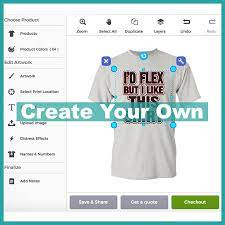 Choose Product
Products
Product Colors ( 64 )
Edit Artwork
Artwork
Select Print Location
Upload Image
Distress Effects
Names & Numbers
Finalize
Add Notes
Zoom
Select All
Duplicate
Layers
Undo
I'D FLEX
BUT I LIKE
THIS
Create Your Own
Save & Share
Get a quote
Checkout